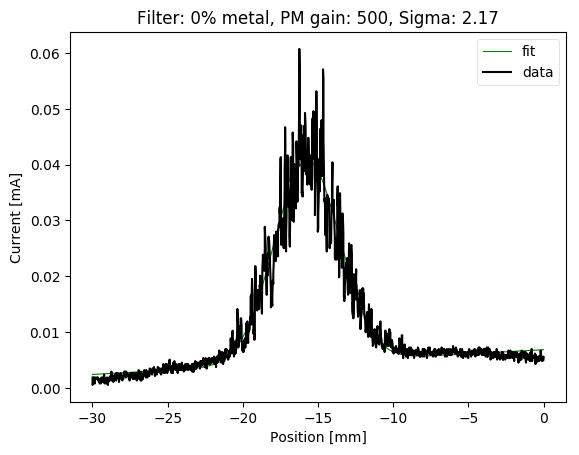 Filter: 0% metal, PM gain: 500, Sigma: 2.17
fit
data
Current [mA]
0.06
0.05
0.04
0.03
0.02
0.01
0.00
−30 −25 −20 −15 −10 −5 0
Position [mm]